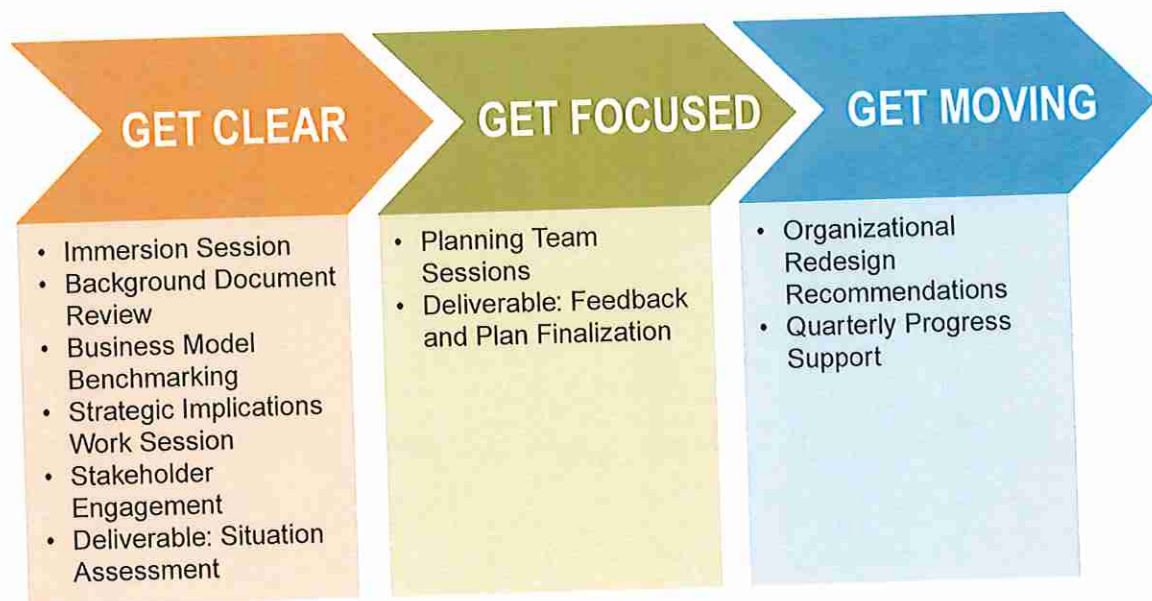 GET CLEAR
• Immersion Session
• Background Document
Review
• Business Model
Benchmarking
• Strategic Implications
Work Session
• Stakeholder
Engagement
• Deliverable: Situation
Assessment
GET FOCUSED
• Planning Team
Sessions
• Deliverable: Feedback
and Plan Finalization
GET MOVING
• Organizational
Redesign
Recommendations
• Quarterly Progress
Support